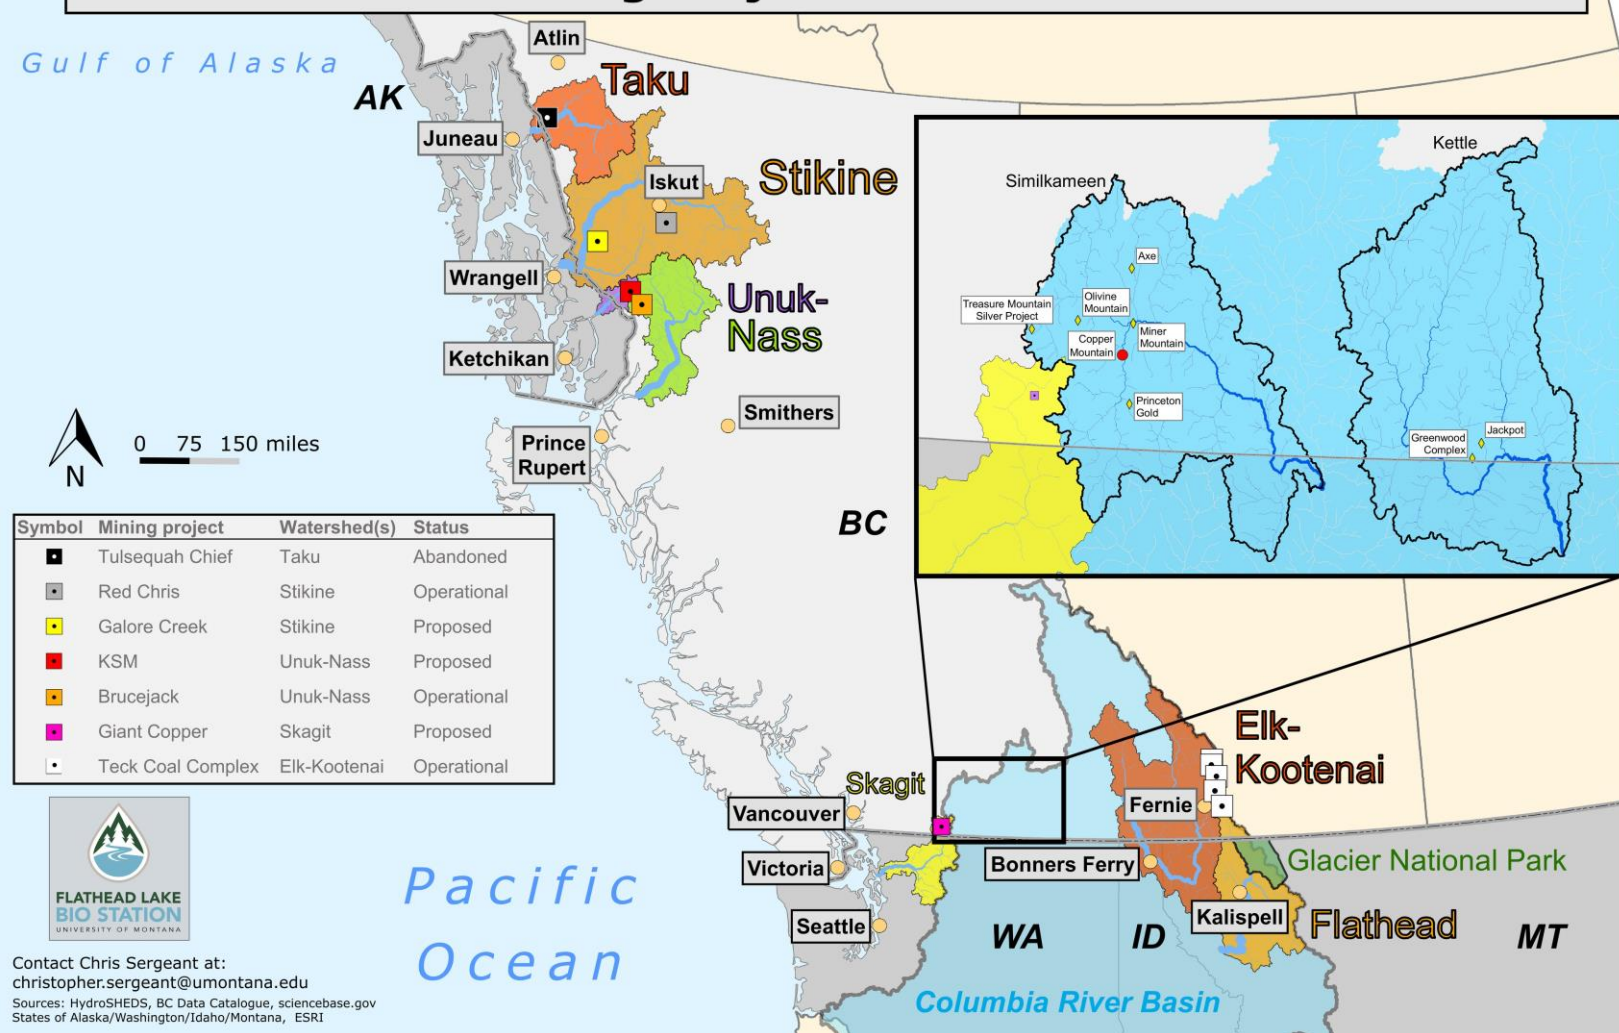 Gulf of Alaska
Atlin
Taku
AK
Juneau
Iskut
Stikine
Wrangell
Unuk-
Nass
Ketchikan
Smithers
Prince
Rupert
N
0 75 150 miles
BC
Similkameen
Kettle
Axe
Treasure Mountain
Silver Project
Olivine
Mountain
Miner
Mountain
Copper
Mountain
Princeton
Gold
Greenwood
Complex
Jackpot
Symbol Mining project Watershed(s) Status
Tulsequah Chief Taku Abandoned
Red Chris Stikine Operational
Galore Creek Stikine Proposed
KSM Unuk-Nass Proposed
Brucejack Unuk-Nass Operational
Giant Copper Skagit Proposed
Teck Coal Complex Elk-Kootenai Operational
Elk-
Kootenai
Skagit
Vancouver
Fernie
Victoria
Bonners Ferry
Glacier National Park
Seattle
Kalispell
Flathead
WA
ID
MT
Pacific
Ocean
Columbia River Basin
FLATHEAD LAKE
BIO STATION
UNIVERSITY OF MONTANA
Contact Chris Sergeant at:
christopher.sergeant@umontana.edu
Sources: HydroSHEDS, BC Data Catalogue, sciencebase.gov
States of Alaska/Washington/Idaho/Montana, ESRI